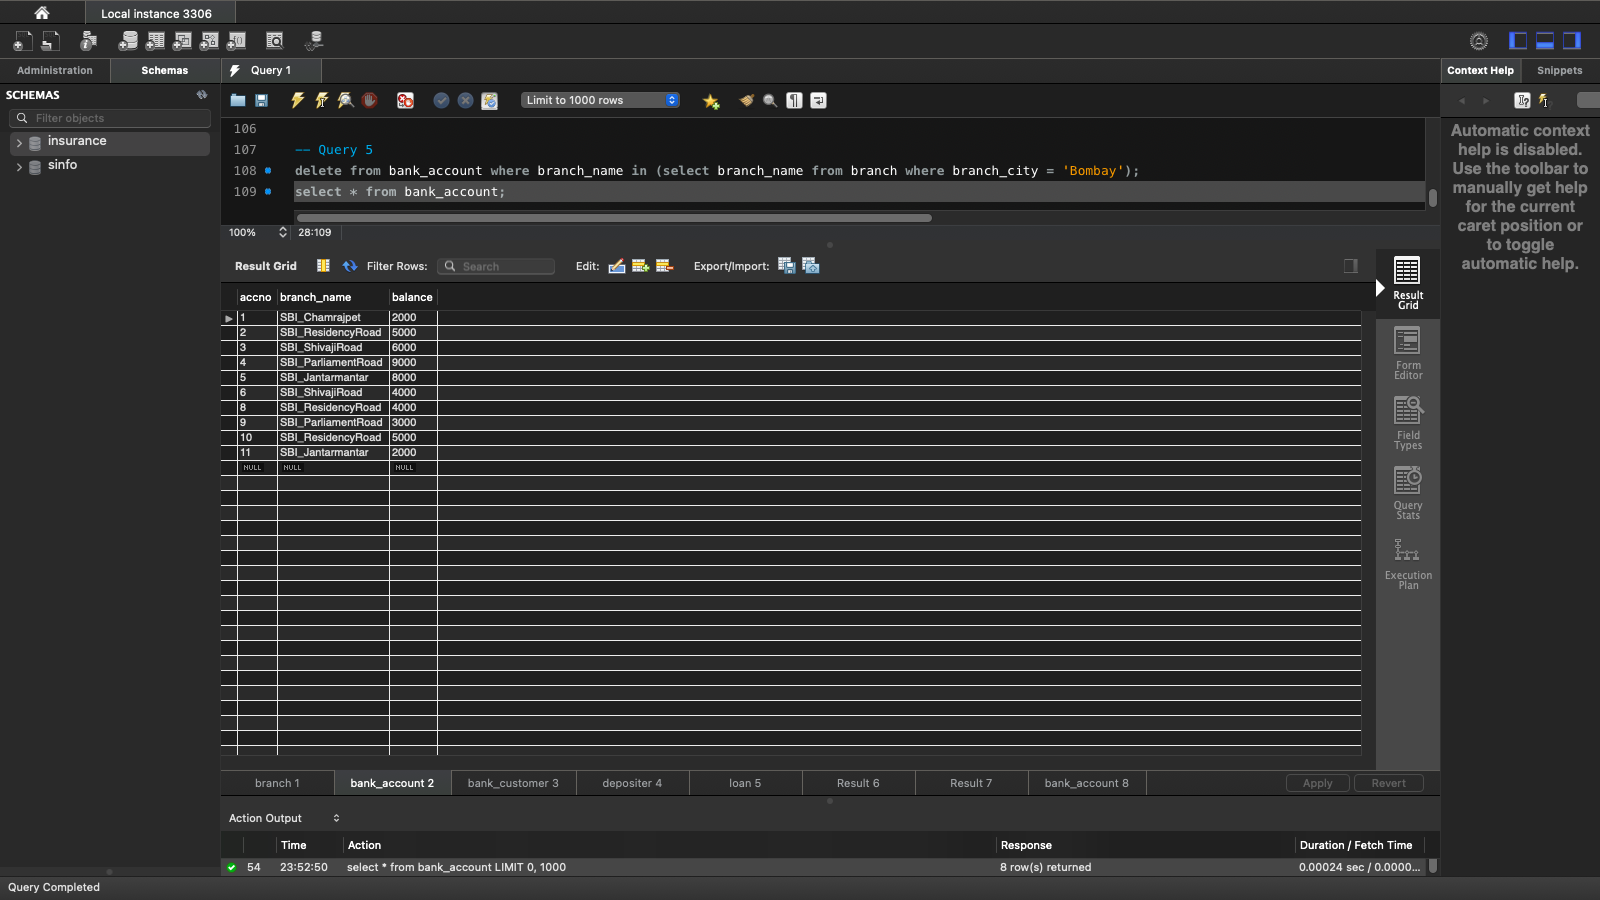 Local instance 3306
Administration Schemas Query 1 Context Help Snippets
SCHEMAS
Filter objects
insurance
sinfo
Limit to 1000 rows
106
107 -- Query 5
108 delete from bank_account where branch_name in (select branch_name from branch where branch_city = 'Bombay');
109 select * from bank_account;
100% 28:109
Automatic context
help is disabled.
Use the toolbar to
manually get help
for the current
caret position or
to toggle
automatic help.
Result Grid Filter Rows: Search Edit: Export/Import:
accno branch_name balance
1 SBI_Chamrajpet 2000
2 SBI_ResidencyRoad 5000
3 SBI_ShivajiRoad 6000
4 SBI_ParliamentRoad 9000
5 SBI_Jantarmantar 8000
6 SBI_ShivajiRoad 4000
8 SBI_ResidencyRoad 4000
9 SBI_ParliamentRoad 3000
10 SBI_ResidencyRoad 5000
11 SBI_Jantarmantar 2000
NULL NULL NULL
Result
Grid
Form
Editor
Field
Types
Query
Stats
Execution
Plan
branch 1 bank_account 2 bank_customer 3 depositer 4 loan 5 Result 6 Result 7 bank_account 8 Apply Revert
Action Output
Time Action Response Duration / Fetch Time
54 23:52:50 select * from bank_account LIMIT 0, 1000 8 row(s) returned 0.00024 sec / 0.0000...
Query Completed